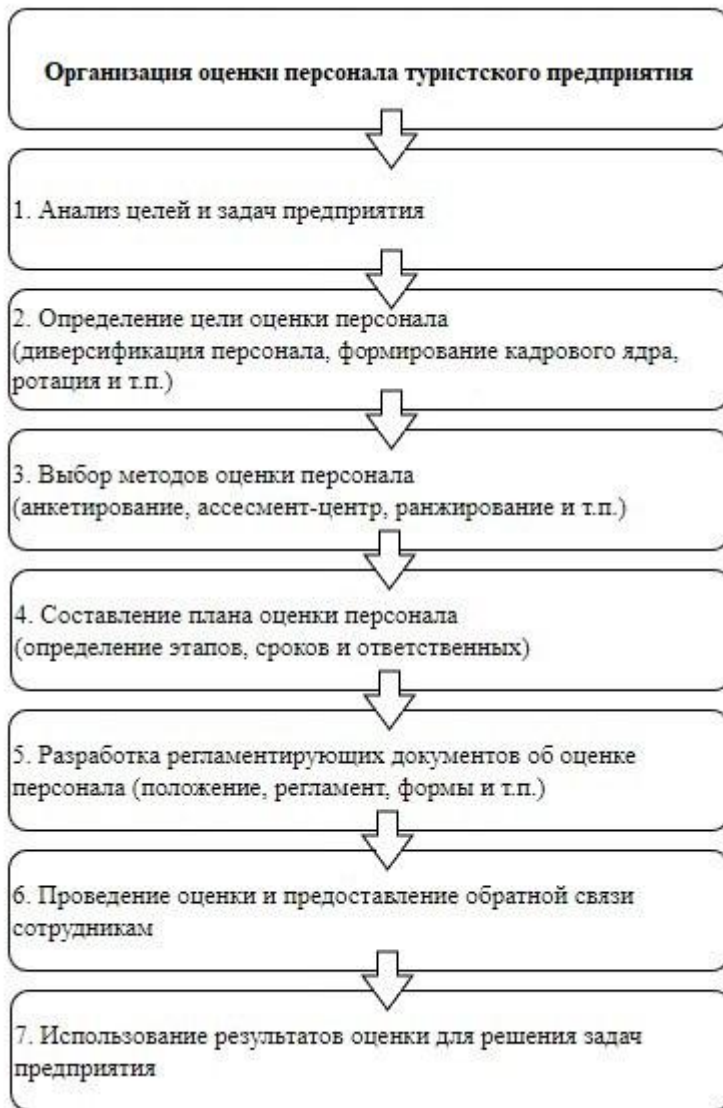 Организация оценки персонала туристского предприятия
1. Анализ целей и задач предприятия
2. Определение цели оценки персонала
(диверсификация персонала, формирование кадрового ядра,
ротация и т.п.)
3. Выбор методов оценки персонала
(анкетирование, ассесмент-центр, ранжирование и т.п.)
4. Составление плана оценки персонала
(определение этапов, сроков и ответственных)
5. Разработка регламентирующих документов об оценке
персонала (положение, регламент, формы и т.п.)
6. Проведение оценки и предоставление обратной связи
сотрудникам
7. Использование результатов оценки для решения задач
предприятия